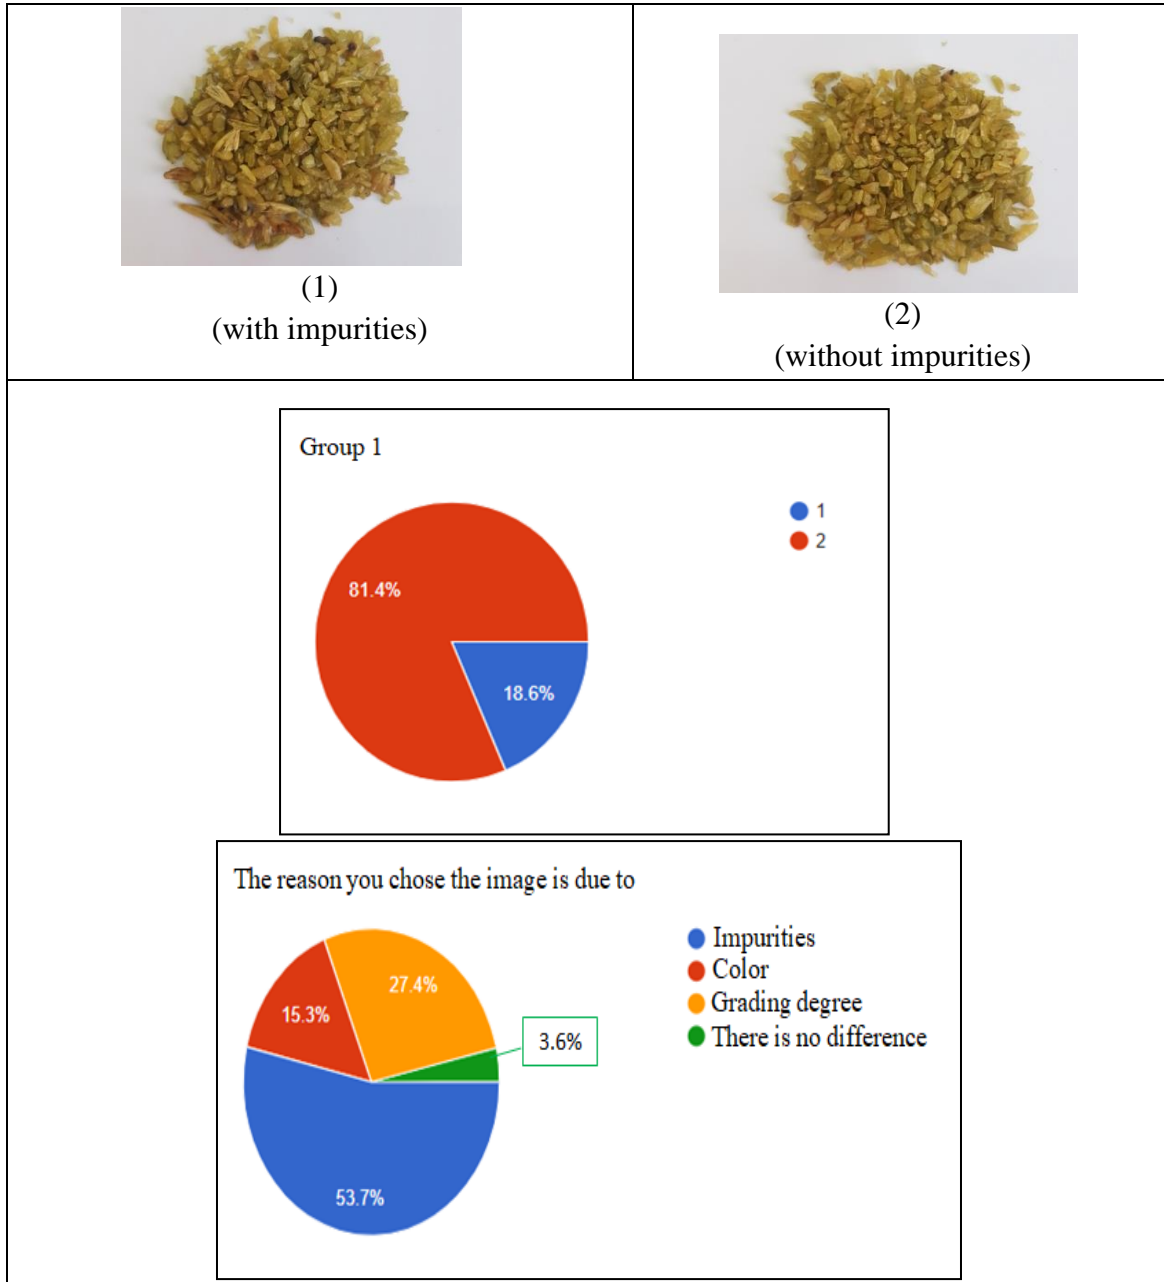 (1)
(with impurities)
(2)
(without impurities)
Group 1
1
2
81.4%
18.6%
The reason you chose the image is due to
Impurities
Color
Grading degree
There is no difference
27.4%
15.3%
3.6%
53.7%